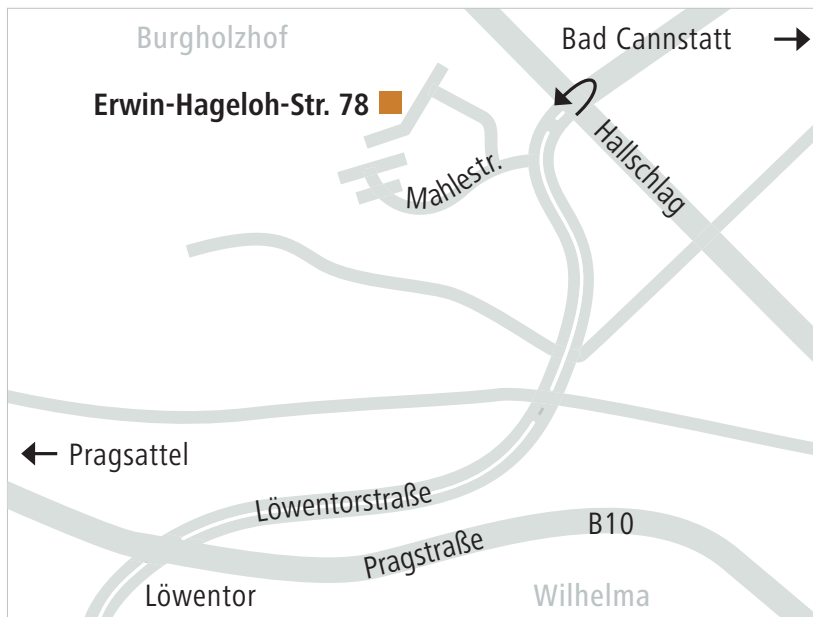 Burgholzhof
Bad Cannstatt
Erwin-Hageloh-Str. 78
Hallschlag
Mahlestr.
Pragsattel
Löwentorstraße
B10
Pragstraße
Löwentor
Wilhelma